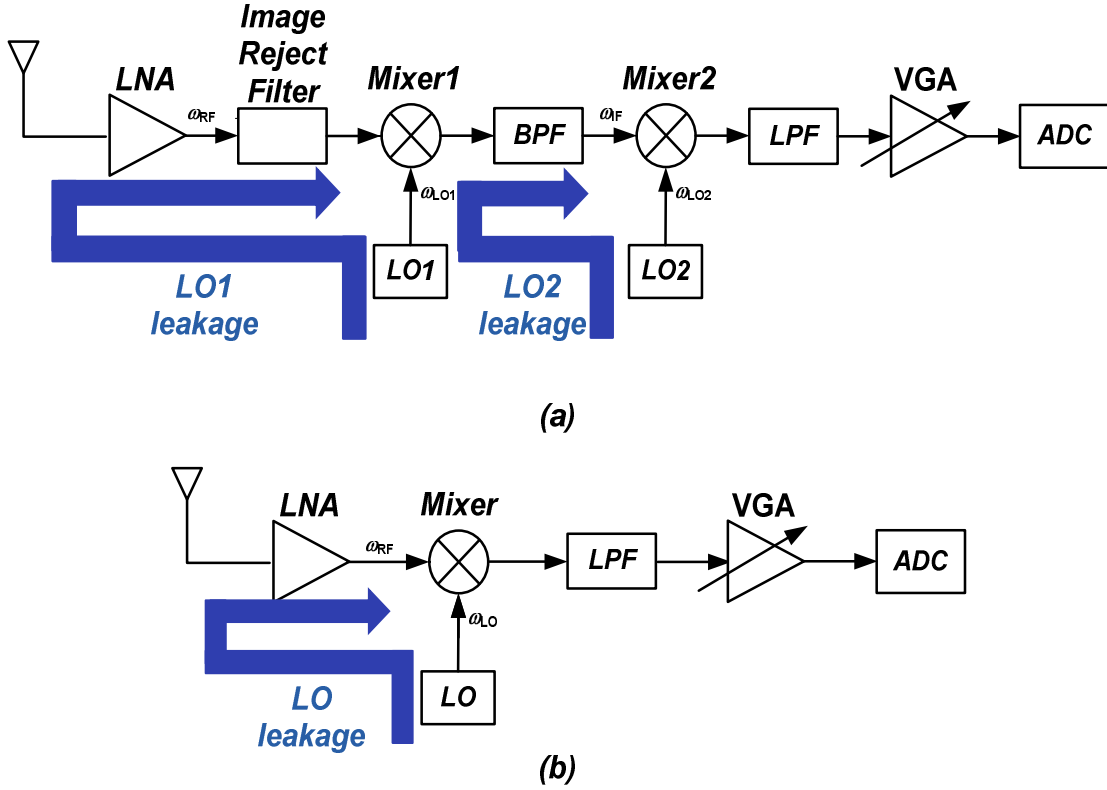 Image
Reject
Filter
LNA
Mixer1
Mixer2
VGA
ωRF
BPF
ωIF
LPF
ADC
ωLO1
ωLO2
LO1
LO2
LO1
leakage
LO2
leakage
(a)
LNA
Mixer
VGA
ωRF
LPF
ADC
ωLO
LO
LO
leakage
(b)